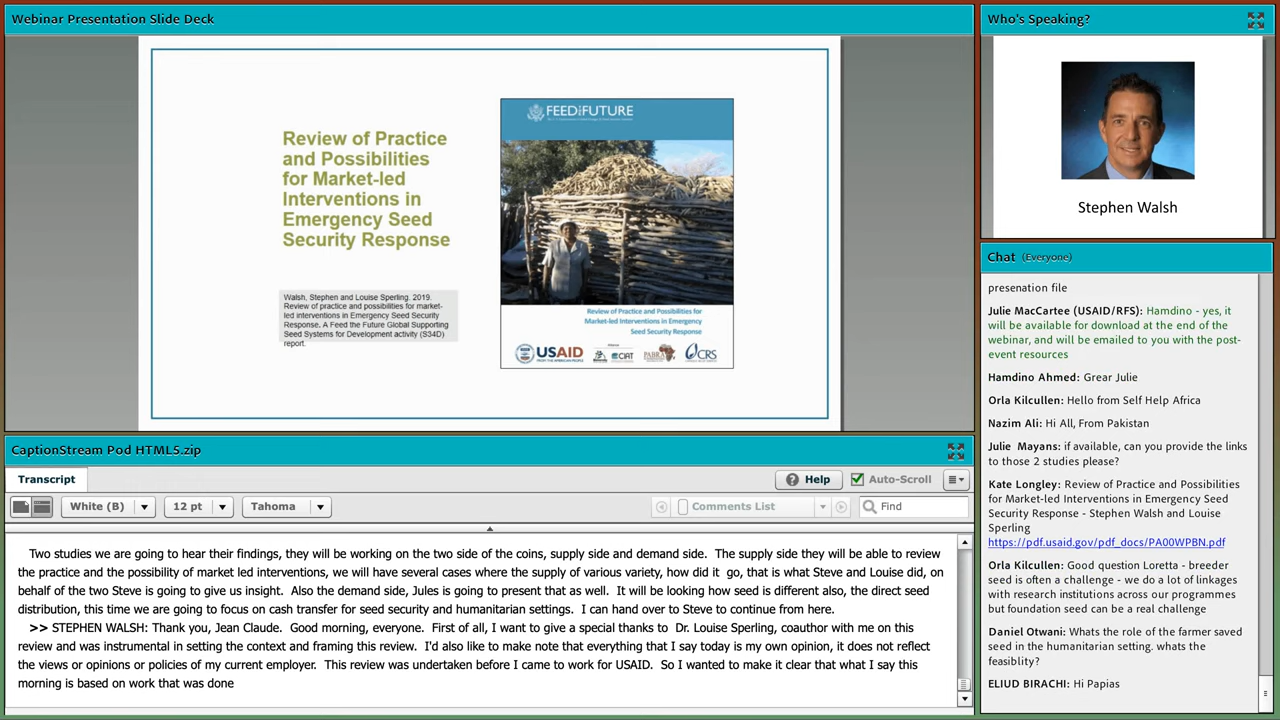 Webinar Presentation Slide Deck
Review of Practice
and Possibilities
for Market-led
Interventions in
Emergency Seed
Security Response
Walsh, Stephen and Louise Sperling. 2019.
Review of practice and possibilities for market-
led interventions in Emergency Seed Security
Response. A Feed the Future Global Supporting
Seed Systems for Development activity (S34D)
report.
FEED THE FUTURE
Review of Practice and Possibilities for
Market-led Interventions in Emergency
Seed Security Response
USAID
FROM THE AMERICAN PEOPLE
CIAT
PABRA
CRS
Who's Speaking?
Stephen Walsh
Chat (Everyone)
presenation file
Julie MacCartee (USAID/RFS): Hamdino - yes, it
will be available for download at the end of the
webinar, and will be emailed to you with the post-
event resources
Hamdino Ahmed: Grear Julie
Orla Kilcullen: Hello from Self Help Africa
Nazim Ali: Hi All, From Pakistan
Julie Mayans: if available, can you provide the links
to those 2 studies please?
Kate Longley: Review of Practice and Possibilities
for Market-led Interventions in Emergency Seed
Security Response - Stephen Walsh and Louise
Sperling
https://pdf.usaid.gov/pdf_docs/PA00WPBN.pdf
Orla Kilcullen: Good question Loretta - breeder
seed is often a challenge - we do a lot of linkages
with research institutions across our programmes
but foundation seed can be a real challenge
Daniel Otwani: Whats the role of the farmer saved
seed in the humanitarian setting. whats the
feasiblity?
ELIUD BIRACHI: Hi Papias
CaptionStream Pod HTML5.zip
Transcript
Help
Auto-Scroll
White (B)
12 pt
Tahoma
Comments List
Find
Two studies we are going to hear their findings, they will be working on the two side of the coins, supply side and demand side. The supply side they will be able to review
the practice and the possibility of market led interventions, we will have several cases where the supply of various variety, how did it go, that is what Steve and Louise did, on
behalf of the two Steve is going to give us insight. Also the demand side, Jules is going to present that as well. It will be looking how seed is different also, the direct seed
distribution, this time we are going to focus on cash transfer for seed security and humanitarian settings. I can hand over to Steve to continue from here.
>> STEPHEN WALSH: Thank you, Jean Claude. Good morning, everyone. First of all, I want to give a special thanks to Dr. Louise Sperling, coauthor with me on this
review and was instrumental in setting the context and framing this review. I'd also like to make note that everything that I say today is my own opinion, it does not reflect
the views or opinions or policies of my current employer. This review was undertaken before I came to work for USAID. So I wanted to make it clear that what I say this
morning is based on work that was done